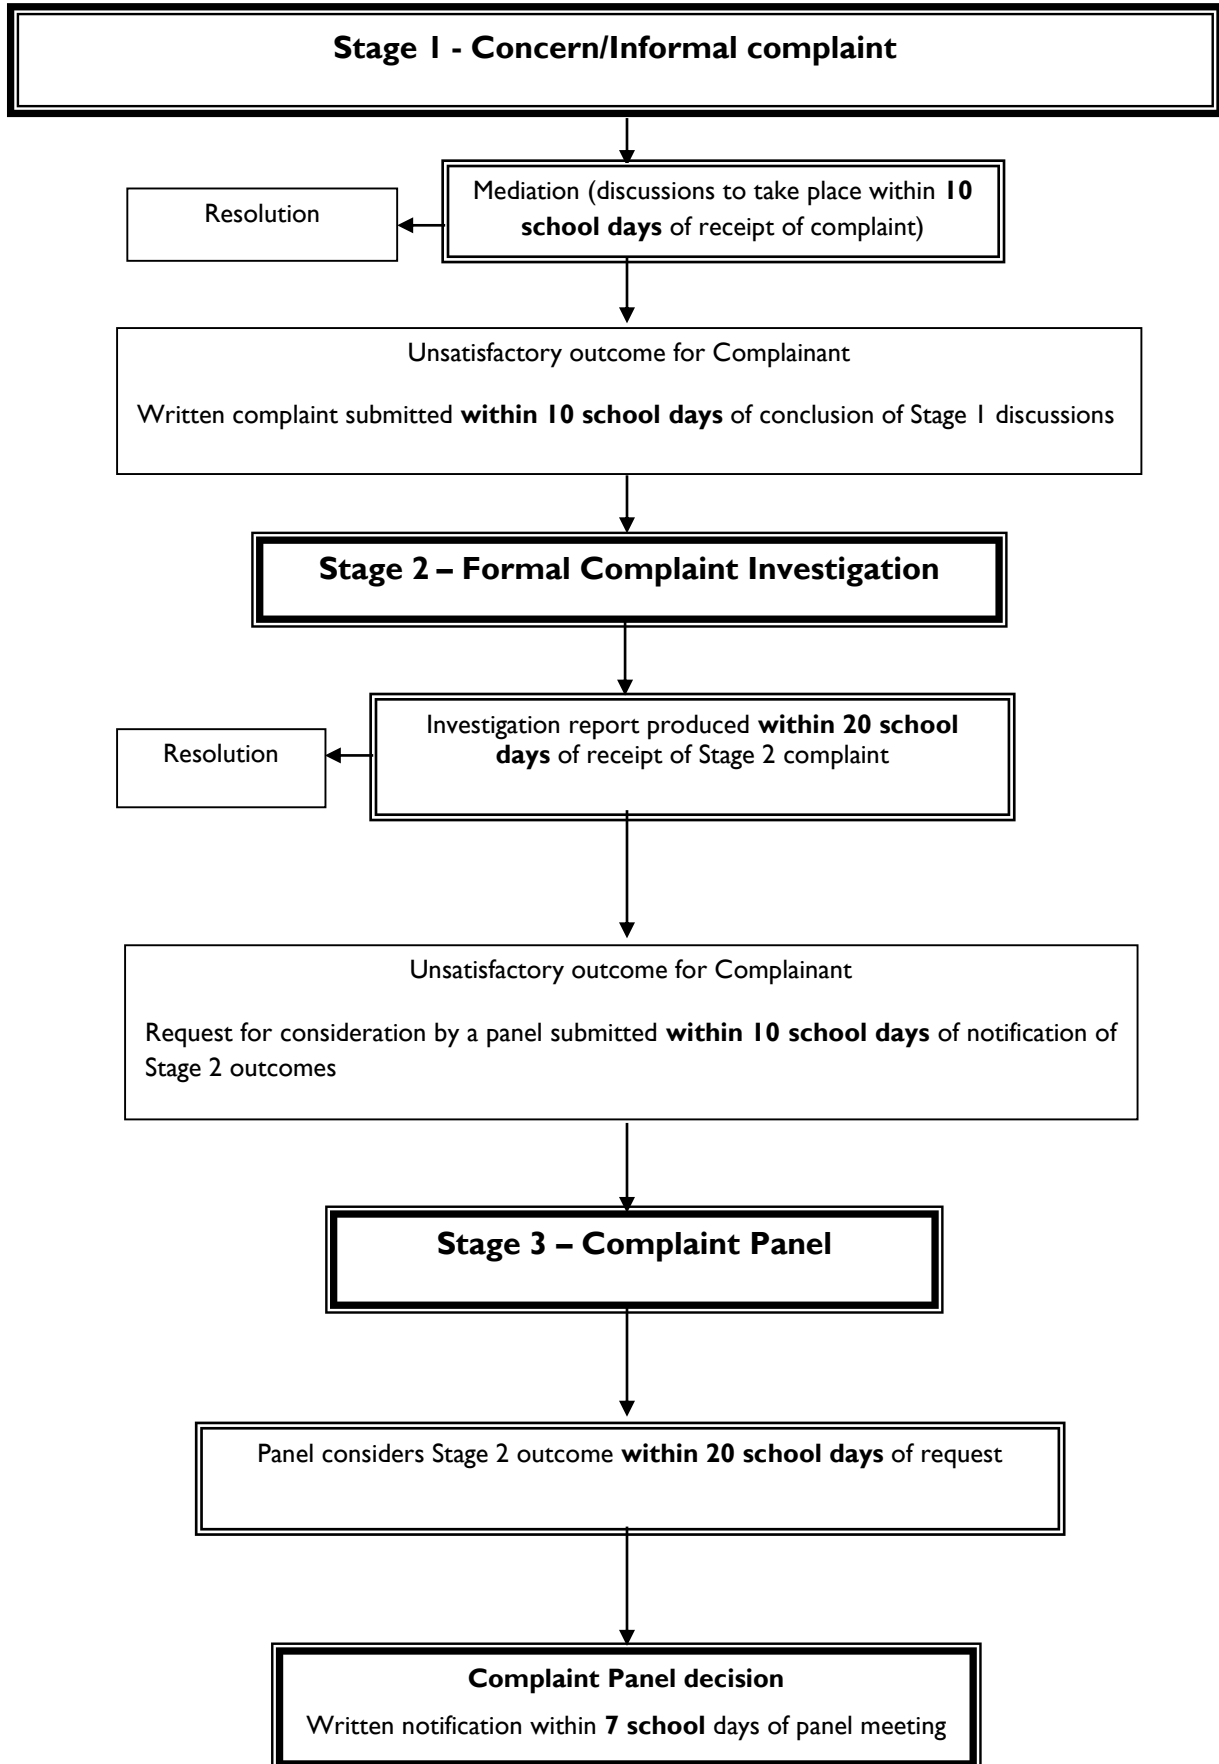 Stage 1 - Concern/Informal complaint
Mediation (discussions to take place within 10
school days of receipt of complaint)
Resolution
Unsatisfactory outcome for Complainant
Written complaint submitted within 10 school days of conclusion of Stage 1 discussions
Stage 2 – Formal Complaint Investigation
Investigation report produced within 20 school
days of receipt of Stage 2 complaint
Resolution
Unsatisfactory outcome for Complainant
Request for consideration by a panel submitted within 10 school days of notification of
Stage 2 outcomes
Stage 3 – Complaint Panel
Panel considers Stage 2 outcome within 20 school days of request
Complaint Panel decision
Written notification within 7 school days of panel meeting